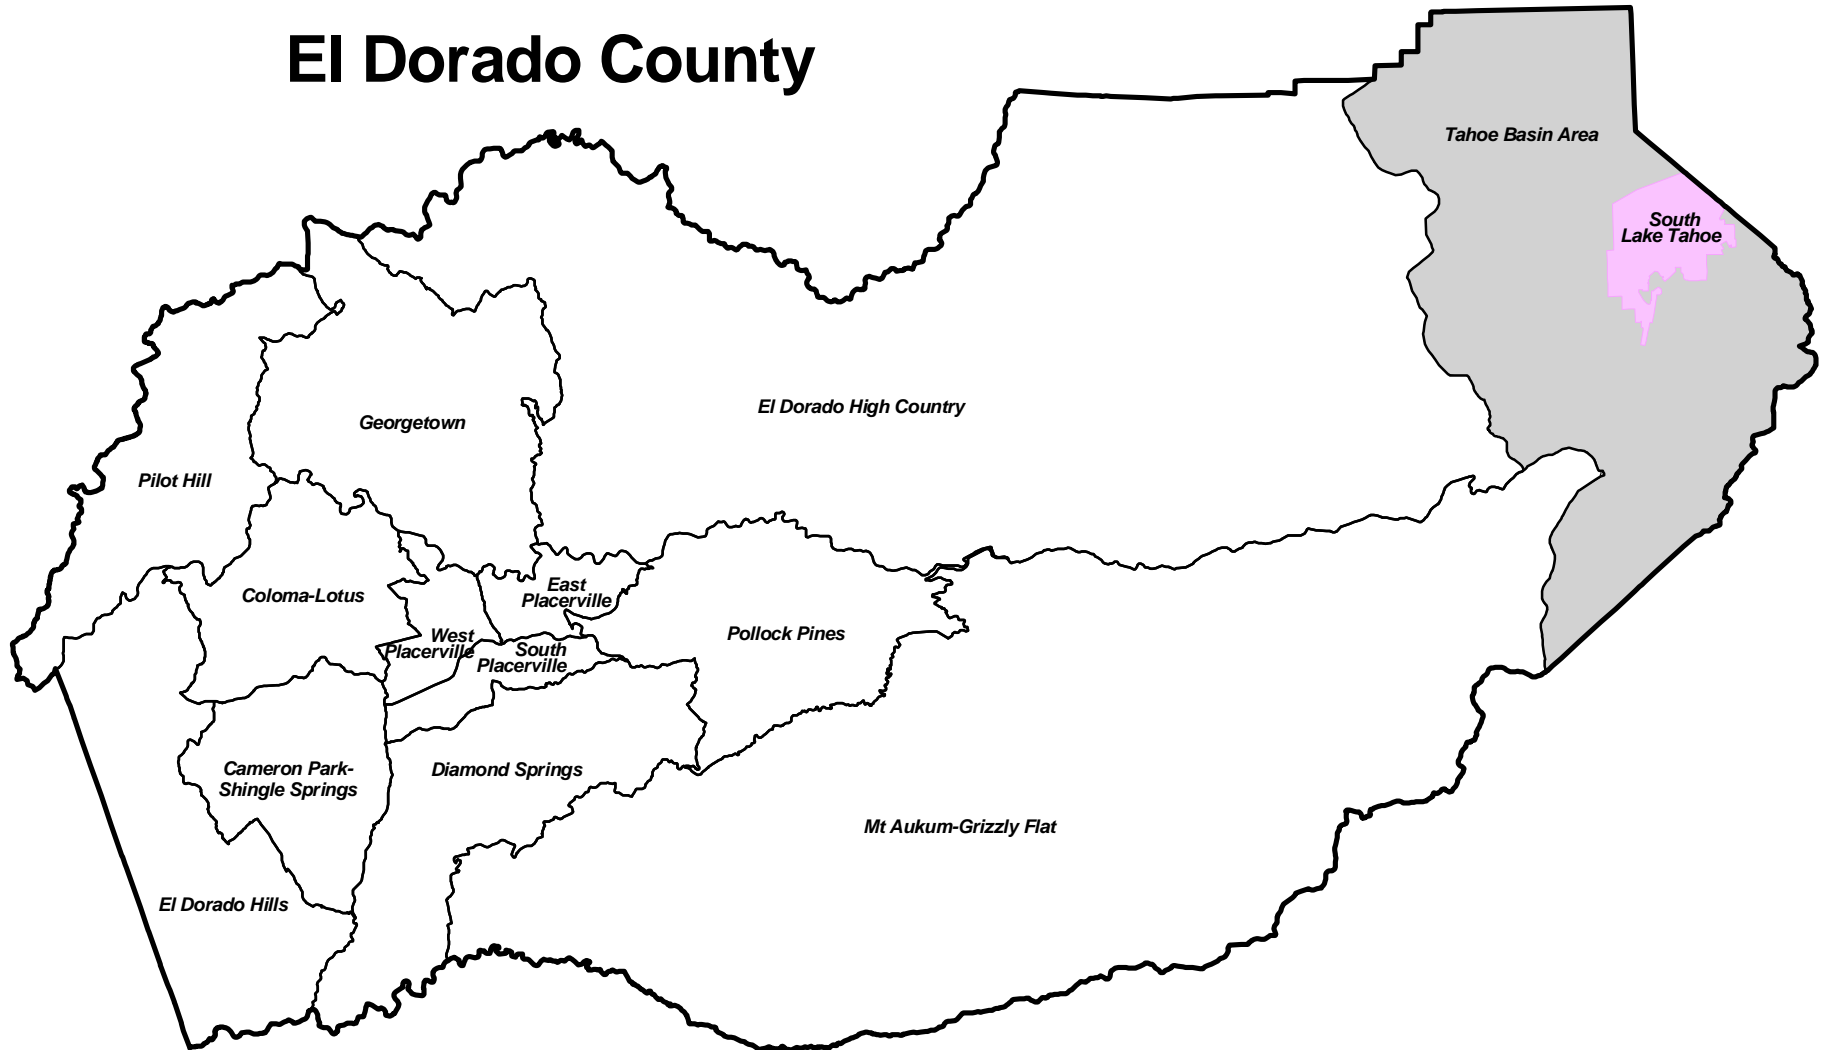 El Dorado County
Tahoe Basin Area
South
Lake Tahoe
El Dorado High Country
Georgetown
Pilot Hill
Coloma-Lotus
East
Placerville
West
Placerville
South
Placerville
Pollock Pines
Cameron Park-
Shingle Springs
Diamond Springs
Mt Aukum-Grizzly Flat
El Dorado Hills